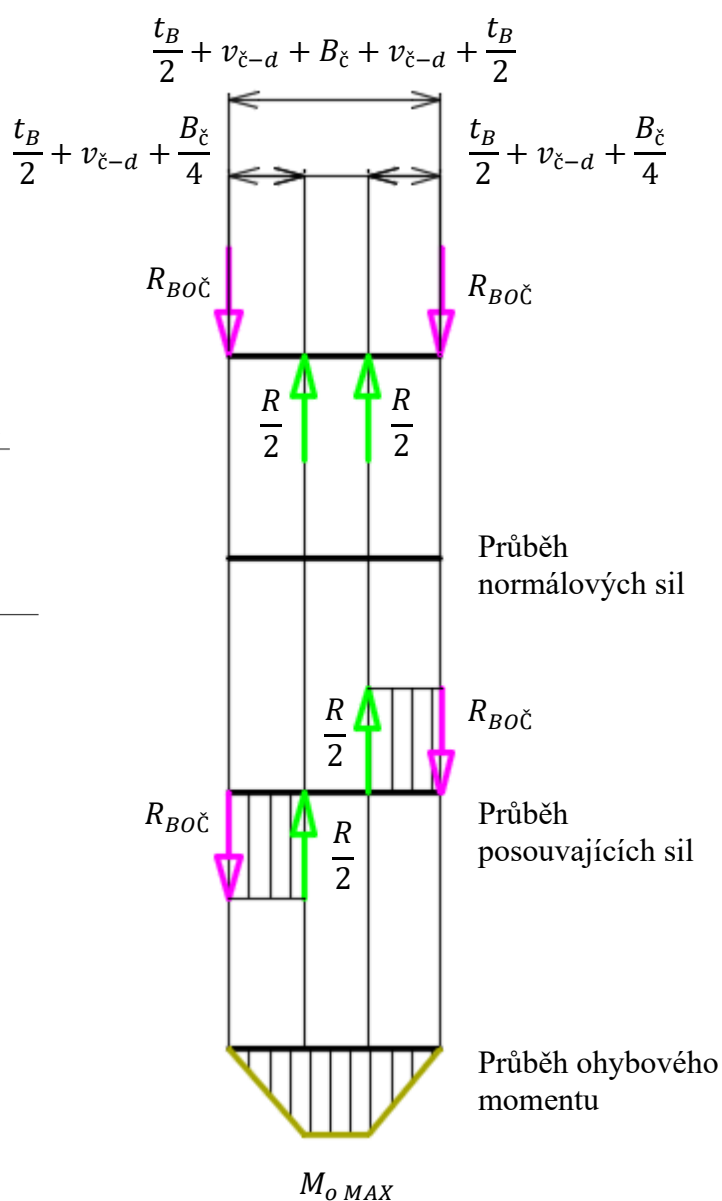 t_B/2 + v_č−d + B_č + v_č−d + t_B/2
t_B/2 + v_č−d + B_č/4
t_B/2 + v_č−d + B_č/4
R_BOČ
R_BOČ
R/2
R/2
Průběh
normálových sil
R/2
R_BOČ
R_BOČ
R/2
Průběh
posouvajících sil
Průběh ohybového
momentu
M_o MAX